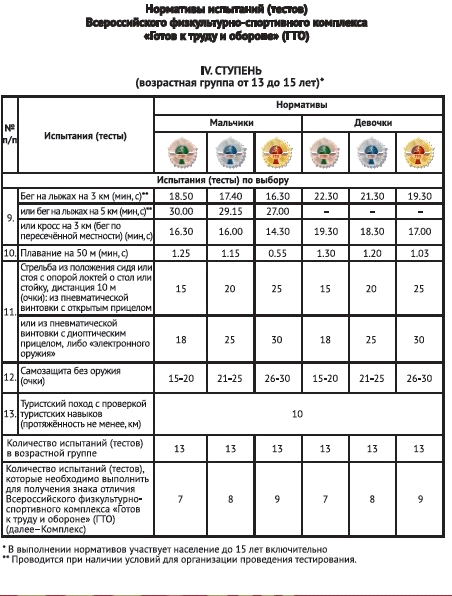 Нормативы испытаний (тестов)
Всероссийского физкультурно-спортивного комплекса
«Готов к труду и обороне» (ГТО)
IV. СТУПЕНЬ
(возрастная группа от 13 до 15 лет)*
№ п/п
Испытания (тесты)
Нормативы
Мальчики Девочки
Испытания (тесты) по выбору
9.
Бег на лыжах на 3 км (мин, с)** 18.50 17.40 16.30 22.30 21.30 19.30
или бег на лыжах на 5 км (мин, с)** 30.00 29.15 27.00 – – –
или кросс на 3 км (бег по
пересечённой местности) (мин, с) 16.30 16.00 14.30 19.30 18.30 17.00
10. Плавание на 50 м (мин, с) 1.25 1.15 0.55 1.30 1.20 1.03
11.
Стрельба из положения сидя или
стоя с опорой локтей о стол или
стойку, дистанция 10 м
(очки): из пневматической
винтовки с открытым прицелом
15 20 25 15 20 25
или из пневматической
винтовки с диоптрическим
прицелом, либо «электронного
оружия»
18 25 30 18 25 30
12. Самозащита без оружия
(очки)
15-20 21-25 26-30 15-20 21-25 26-30
13. Туристский поход с проверкой
туристских навыков
(протяжённость не менее, км)
10
Количество испытаний (тестов)
в возрастной группе
13 13 13 13 13 13
Количество испытаний (тестов),
которые необходимо выполнить
для получения знака отличия
Всероссийского физкультурно-
спортивного комплекса «Готов
к труду и обороне» (ГТО)
(далее–Комплекс)
7 8 9 7 8 9
* В выполнении нормативов участвует население до 15 лет включительно
** Проводится при наличии условий для организации проведения тестирования.